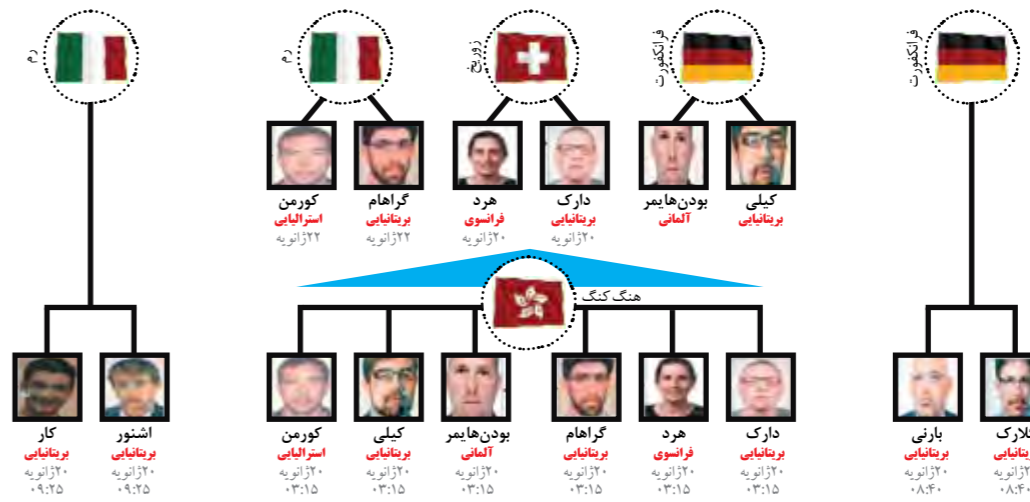 رم
رم
زوریخ
فرانکفورت
فرانکفورت
کورمن
استرالیایی
۲۲ژانویه
گراهام
بریتانیایی
۲۲ژانویه
هرد
فرانسوی
۲۰ژانویه
دارک
بریتانیایی
۲۰ژانویه
بودن‌هایمر
آلمانی
کیلی
بریتانیایی
هنگ کنگ
کار
بریتانیایی
۲۰ژانویه
۰۹:۲۵
اشنور
بریتانیایی
۲۰ژانویه
۰۹:۲۵
کورمن
استرالیایی
۲۰ژانویه
۰۳:۱۵
کیلی
بریتانیایی
۲۰ژانویه
۰۳:۱۵
بودن‌هایمر
آلمانی
۲۰ژانویه
۰۳:۱۵
گراهام
بریتانیایی
۲۰ژانویه
۰۳:۱۵
هرد
فرانسوی
۲۰ژانویه
۰۳:۱۵
دارک
بریتانیایی
۲۰ژانویه
۰۳:۱۵
بارنی
بریتانیایی
۲۰ژانویه
۰۸:۴۰
۰۸:۴۰